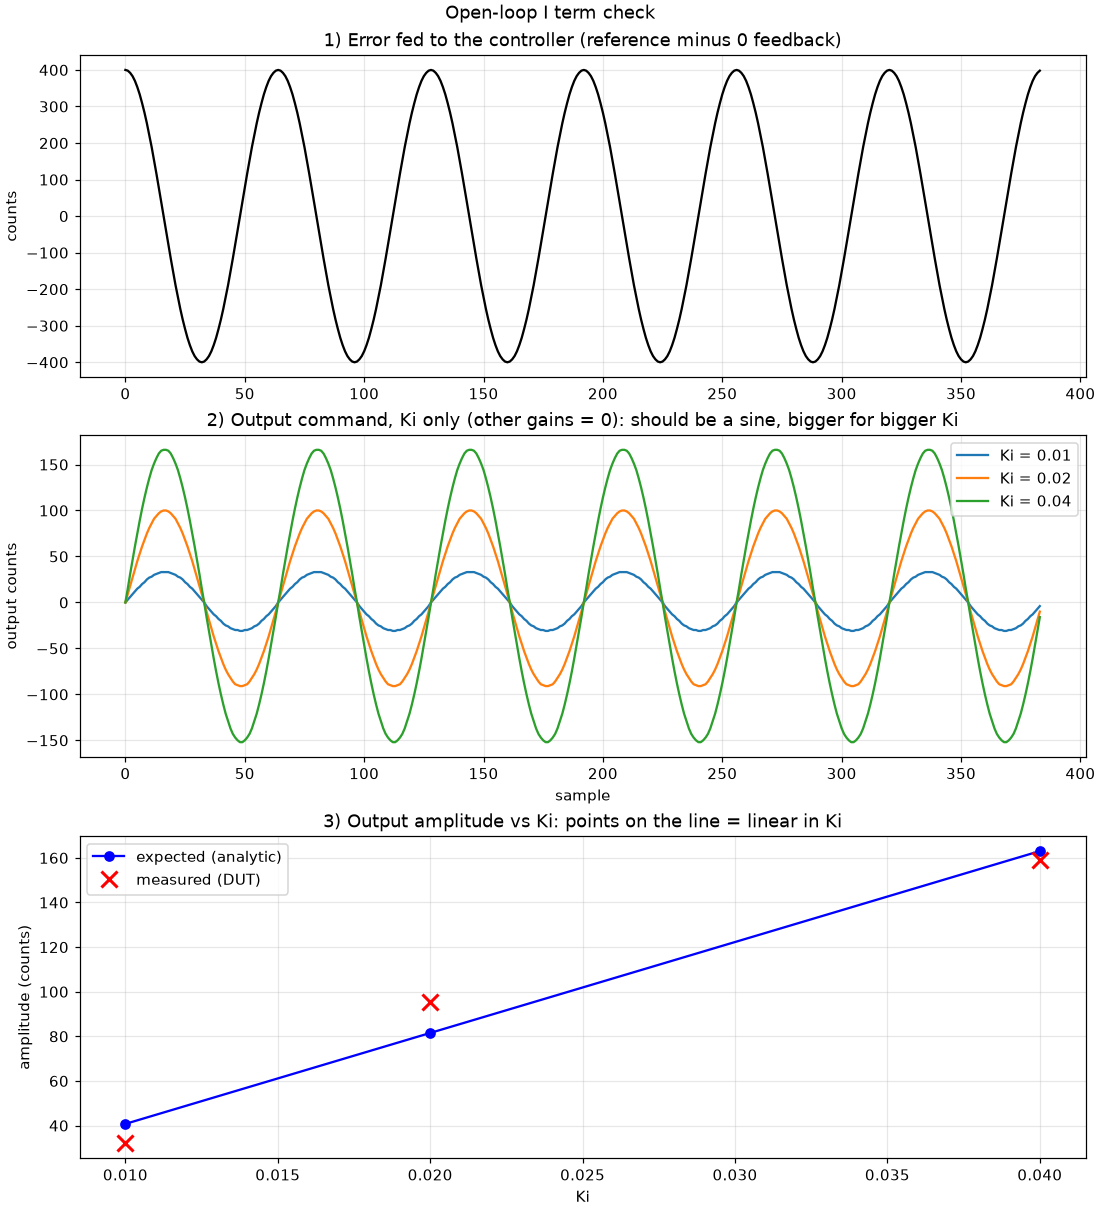 Open-loop I term check
1) Error fed to the controller (reference minus 0 feedback)
counts
400
300
200
100
0
−100
−200
−300
−400
0 50 100 150 200 250 300 350 400
2) Output command, Ki only (other gains = 0): should be a sine, bigger for bigger Ki
output counts
150
100
50
0
−50
−100
−150
Ki = 0.01
Ki = 0.02
Ki = 0.04
0 50 100 150 200 250 300 350 400
sample
3) Output amplitude vs Ki: points on the line = linear in Ki
amplitude (counts)
160
140
120
100
80
60
40
expected (analytic)
measured (DUT)
0.010 0.015 0.020 0.025 0.030 0.035 0.040
Ki